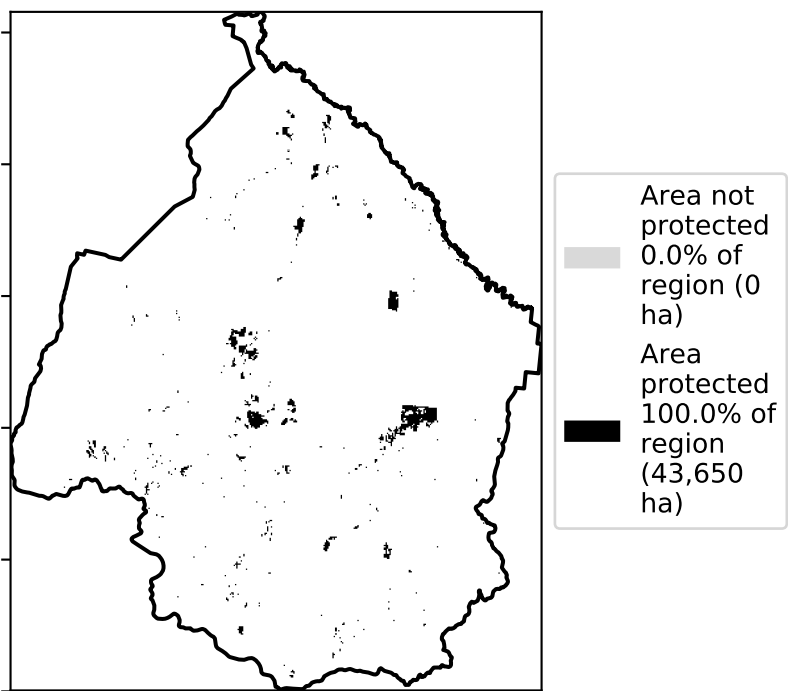 Area not
protected
0.0% of
region (0
ha)
Area
protected
100.0% of
region
(43,650
ha)